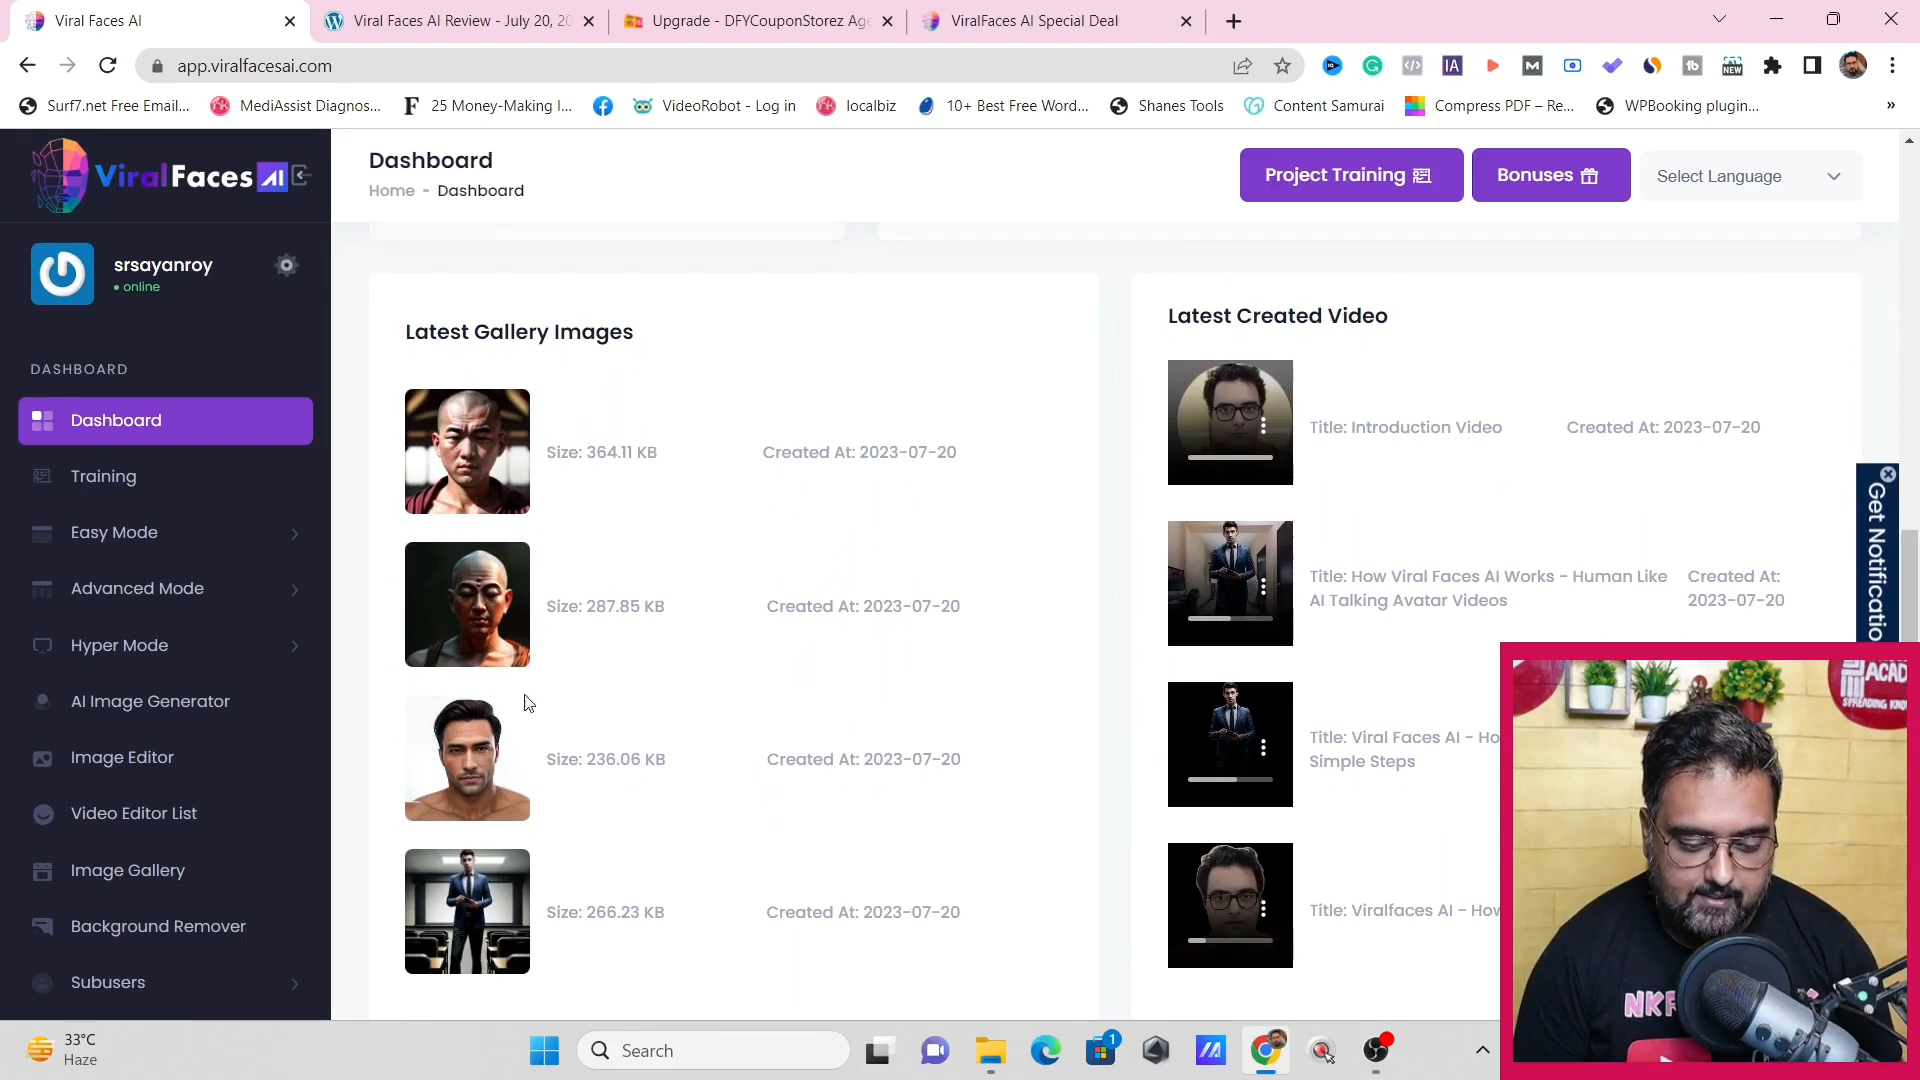 Viral Faces AI
Viral Faces AI Review - July 20, 20
Upgrade - DFYCouponStorez Age
ViralFaces AI Special Deal
app.viralfacesai.com
Surf7.net Free Email...
MediAssist Diagnos...
25 Money-Making I...
VideoRobot - Log in
localbiz
10+ Best Free Word...
Shanes Tools
Content Samurai
Compress PDF – Re...
WPBooking plugin...
»
ViralFaces AI
Dashboard
Home - Dashboard
Project Training
Bonuses
Select Language
srsayanroy
• online
DASHBOARD
Dashboard
Training
Easy Mode
Advanced Mode
Hyper Mode
AI Image Generator
Image Editor
Video Editor List
Image Gallery
Background Remover
Subusers
Latest Gallery Images
Size: 364.11 KB
Created At: 2023-07-20
Size: 287.85 KB
Created At: 2023-07-20
Size: 236.06 KB
Created At: 2023-07-20
Size: 266.23 KB
Created At: 2023-07-20
Latest Created Video
Title: Introduction Video
Created At: 2023-07-20
Title: How Viral Faces AI Works - Human Like
AI Talking Avatar Videos
Created At:
2023-07-20
Title: Viral Faces AI - Ho
Simple Steps
Title: Viralfaces AI - How
Get Notificatio
ACAD
SPREADING KNO
NKF
33°C
Haze
Search
1